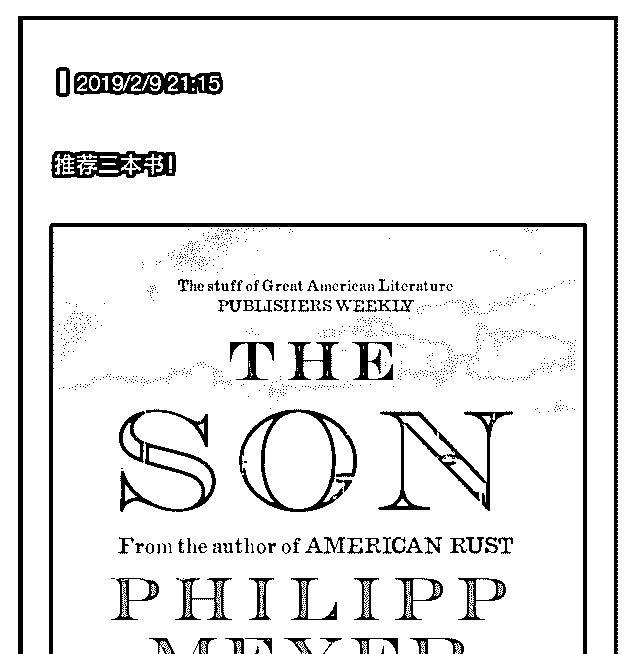 2019/2/9 21:15
推荐三本书!
The stuff of Great American Literature
PUBLISHERS WEEKLY
THE
SON
From the author of AMERICAN RUST
PHILIPP
MEYER